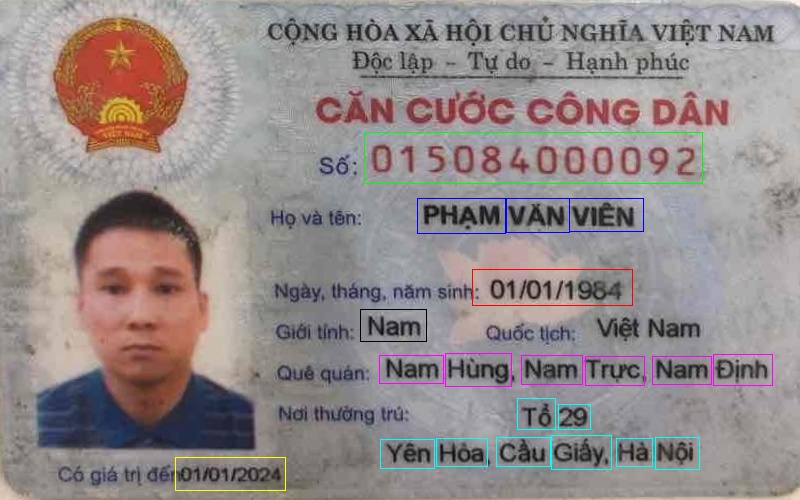 CỘNG HÒA XÃ HỘI CHỦ NGHĨA VIỆT NAM
Độc lập - Tự do - Hạnh phúc
CĂN CƯỚC CÔNG DÂN
VIỆT NAM
Số: 015084000092
Họ và tên: PHẠM VĂN VIÊN
Ngày, tháng, năm sinh: 01/01/1984
Giới tính: Nam Quốc tịch: Việt Nam
Quê quán: Nam Hùng, Nam Trực, Nam Định
Nơi thường trú: Tổ 29
Yên Hòa, Cầu Giấy, Hà Nội
Có giá trị đến 01/01/2024